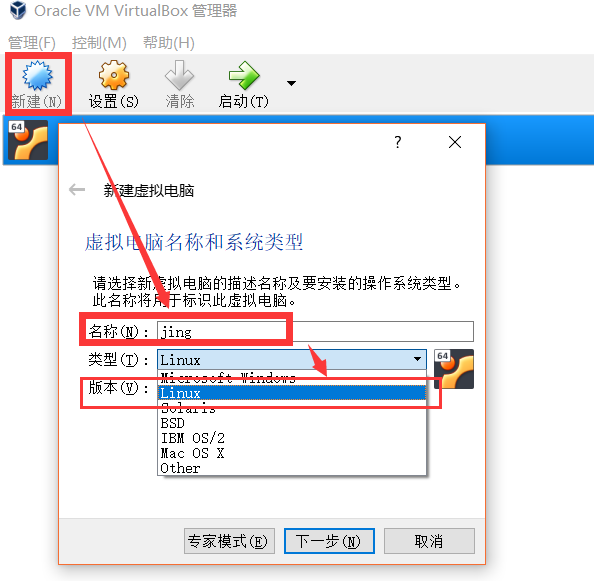 Oracle VM VirtualBox 管理器
管理(F) 控制(M) 帮助(H)
新建(N) 设置(S) 清除 启动(T)
64
?
新建虚拟电脑
虚拟电脑名称和系统类型
请选择新虚拟电脑的描述名称及要安装的操作系统类型。
此名称将用于标识此虚拟电脑。
名称(N): jing
类型(T): Linux
64
Microsoft Windows
版本(V):
Linux
Solaris
BSD
IBM OS/2
Mac OS X
Other
专家模式(E) 下一步(N) 取消